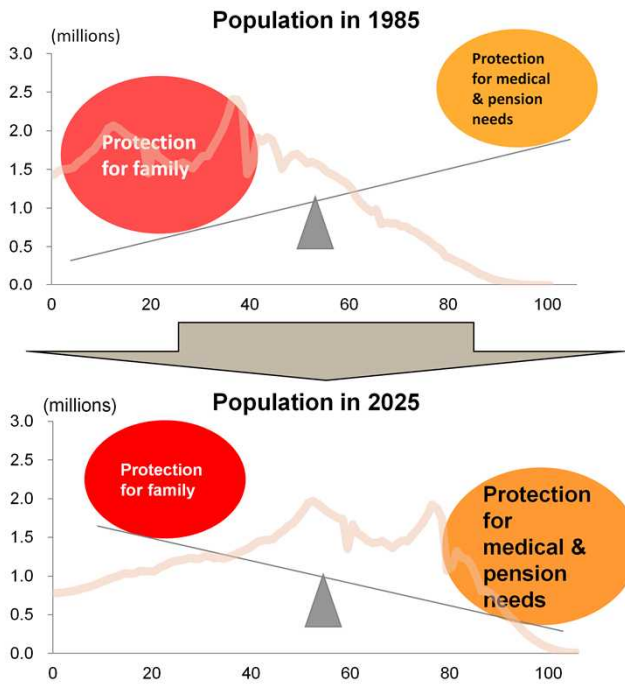 Population in 1985
(millions)
3.0
2.5
2.0
1.5
1.0
0.5
0.0
Protection
for family
Protection
for medical
& pension
needs
0 20 40 60 80 100
Population in 2025
(millions)
3.0
2.5
2.0
1.5
1.0
0.5
0.0
Protection
for family
Protection
for
medical &
pension
needs
0 20 40 60 80 100